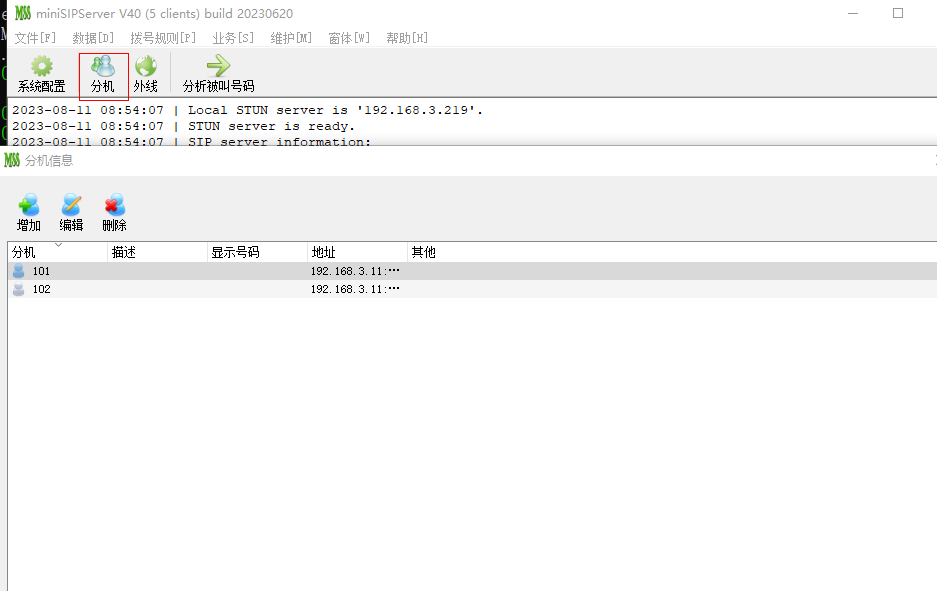 MSS miniSIPServer V40 (5 clients) build 20230620
文件[F] 数据[D] 拨号规则[P] 业务[S] 维护[M] 窗体[W] 帮助[H]
系统配置 分机 外线 分析被叫号码
2023-08-11 08:54:07 | Local STUN server is '192.168.3.219'.
2023-08-11 08:54:07 | STUN server is ready.
2023-08-11 08:54:07 | SIP server information:
MSS 分机信息
增加 编辑 删除
分机 描述 显示号码 地址 其他
101 192.168.3.11:…
102 192.168.3.11:…